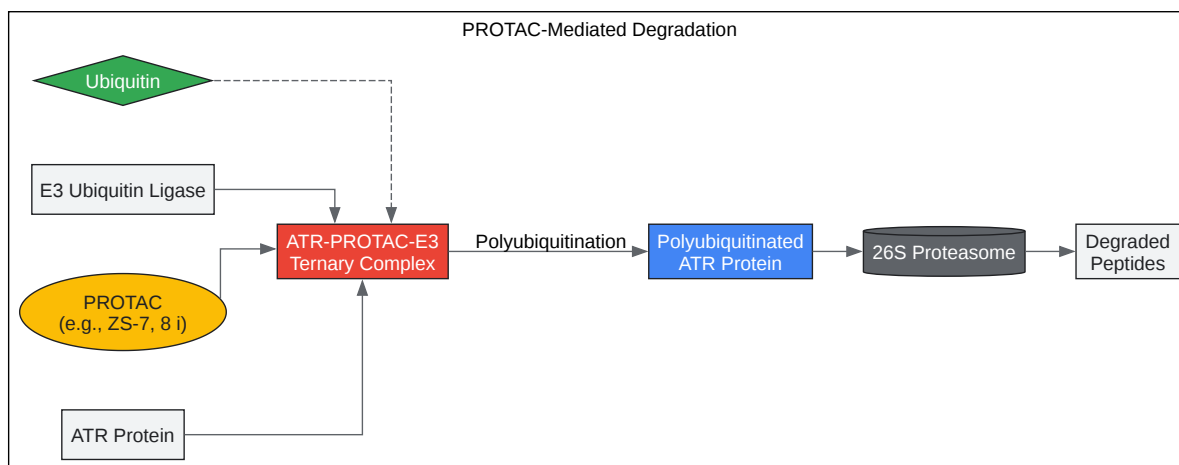 PROTAC-Mediated Degradation
Ubiquitin
E3 Ubiquitin Ligase
PROTAC
(e.g., ZS-7, 8 i)
ATR Protein
ATR-PROTAC-E3
Ternary Complex
Polyubiquitination
Polyubiquitinated
ATR Protein
26S Proteasome
Degraded
Peptides